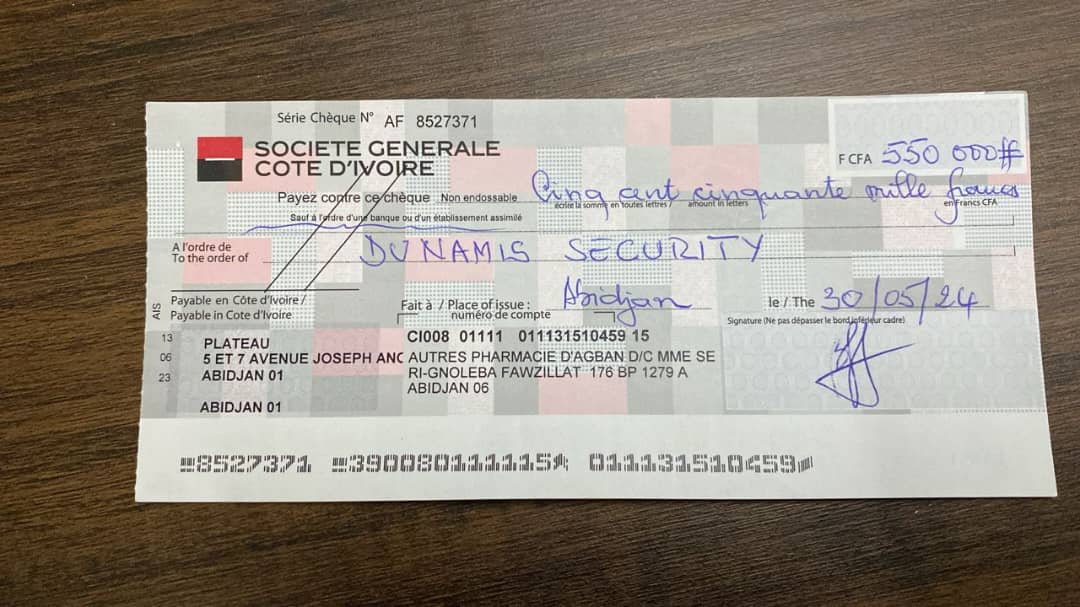 Série Chèque N° AF 8527371
SOCIETE GENERALE
COTE D'IVOIRE
F CFA 550 000 ##
Payez contre ce chèque Non endossable Cinq cent cinquante mille francs
écrire la somme en toutes lettres / amount in letters en Francs CFA
Sauf à l'ordre d'une banque ou d'un établissement assimilé
A l'ordre de
To the order of DUNAMIS SECURITY
Payable en Côte d'Ivoire /
Payable in Cote d'Ivoire
Fait à / Place of issue : Abidjan le / The 30/05/24
numéro de compte
Signature (Ne pas dépasser le bord inférieur cadre)
AIS
13
06
23
PLATEAU
5 ET 7 AVENUE JOSEPH ANC
ABIDJAN 01
ABIDJAN 01
CI008 01111 011131510459 15
AUTRES PHARMACIE D'AGBAN D/C MME SE
RI-GNOLEBA FAWZILLAT 176 BP 1279 A
ABIDJAN 06
8527371 390080111115 011131510459